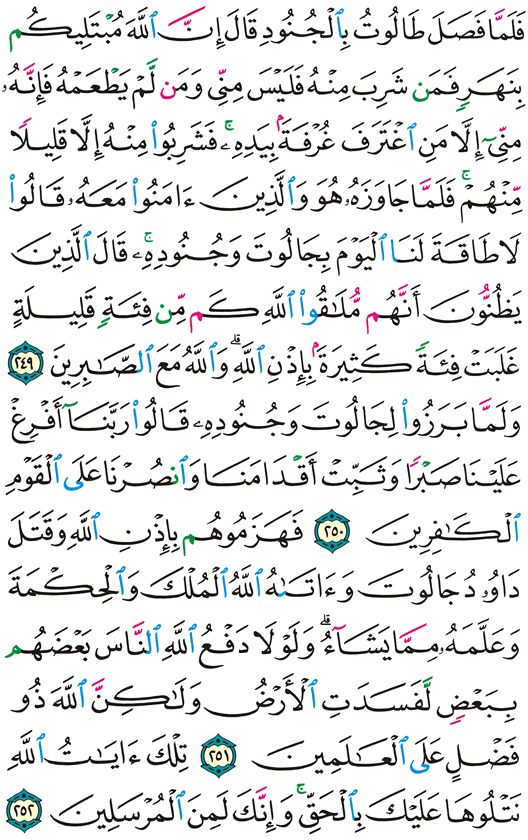 فَلَمَّا فَصَلَ طَالُوتُ بِٱلْجُنُودِ قَالَ إِنَّ ٱللَّهَ مُبْتَلِيكُم
بِنَهَرٍ فَمَن شَرِبَ مِنْهُ فَلَيْسَ مِنِّى وَمَن لَّمْ يَطْعَمْهُ فَإِنَّهُۥ
مِنِّىٓ إِلَّا مَنِ ٱغْتَرَفَ غُرْفَةًۢ بِيَدِهِۦۚ فَشَرِبُوا۟ مِنْهُ إِلَّا قَلِيلًا
مِّنْهُمْۚ فَلَمَّا جَاوَزَهُۥ هُوَ وَٱلَّذِينَ ءَامَنُوا۟ مَعَهُۥ قَالُوا۟
لَا طَاقَةَ لَنَا ٱلْيَوْمَ بِجَالُوتَ وَجُنُودِهِۦۚ قَالَ ٱلَّذِينَ
يَظُنُّونَ أَنَّهُم مُّلَـٰقُوا۟ ٱللَّهِ كَم مِّن فِئَةٍ قَلِيلَةٍ
غَلَبَتْ فِئَةً كَثِيرَةًۢ بِإِذْنِ ٱللَّهِۗ وَٱللَّهُ مَعَ ٱلصَّـٰبِرِينَ ٢٤٩
وَلَمَّا بَرَزُوا۟ لِجَالُوتَ وَجُنُودِهِۦ قَالُوا۟ رَبَّنَآ أَفْرِغْ
عَلَيْنَا صَبْرًا وَثَبِّتْ أَقْدَامَنَا وَٱنصُرْنَا عَلَى ٱلْقَوْمِ
ٱلْكَـٰفِرِينَ ٢٥٠ فَهَزَمُوهُم بِإِذْنِ ٱللَّهِ وَقَتَلَ
دَاوُۥدُ جَالُوتَ وَءَاتَىٰهُ ٱللَّهُ ٱلْمُلْكَ وَٱلْحِكْمَةَ
وَعَلَّمَهُۥ مِمَّا يَشَآءُۗ وَلَوْلَا دَفْعُ ٱللَّهِ ٱلنَّاسَ بَعْضَهُم
بِبَعْضٍ لَّفَسَدَتِ ٱلْأَرْضُ وَلَـٰكِنَّ ٱللَّهَ ذُو
فَضْلٍ عَلَى ٱلْعَـٰلَمِينَ ٢٥١ تِلْكَ ءَايَـٰتُ ٱللَّهِ
نَتْلُوهَا عَلَيْكَ بِٱلْحَقِّۚ وَإِنَّكَ لَمِنَ ٱلْمُرْسَلِينَ ٢٥٢